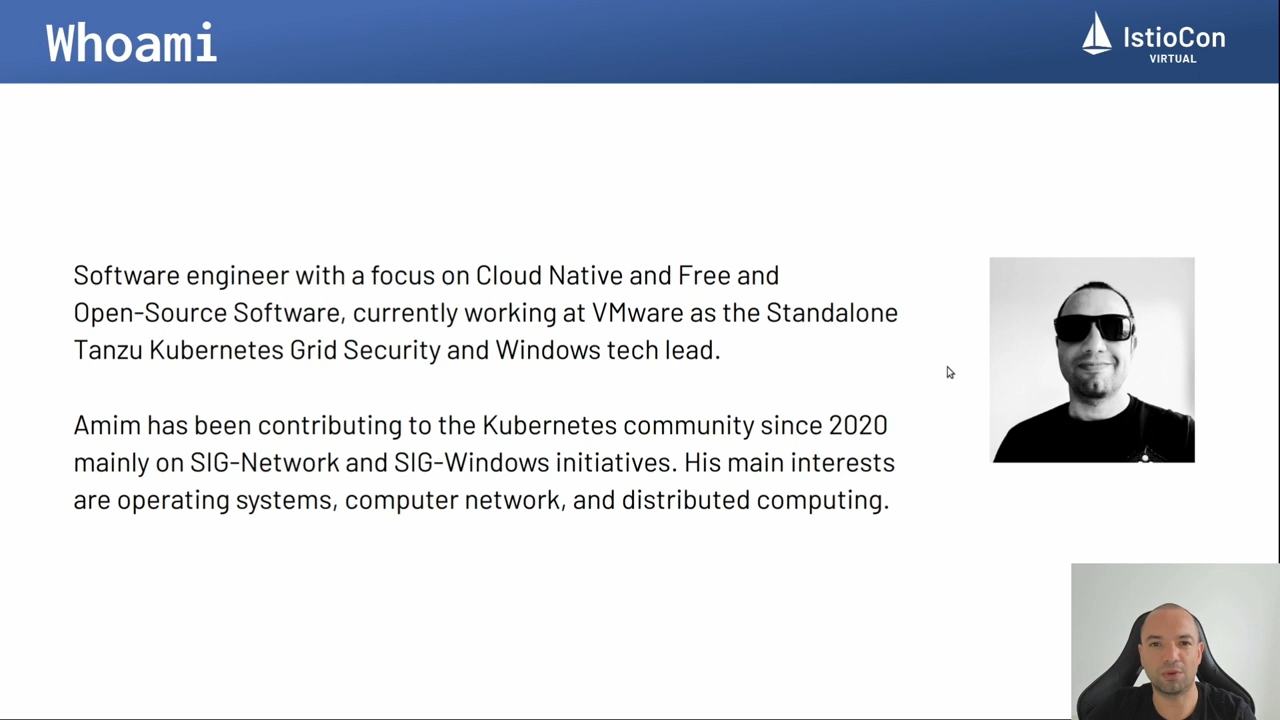 Whoami
IstioCon
VIRTUAL
Software engineer with a focus on Cloud Native and Free and
Open-Source Software, currently working at VMware as the Standalone
Tanzu Kubernetes Grid Security and Windows tech lead.
Amim has been contributing to the Kubernetes community since 2020
mainly on SIG-Network and SIG-Windows initiatives. His main interests
are operating systems, computer network, and distributed computing.